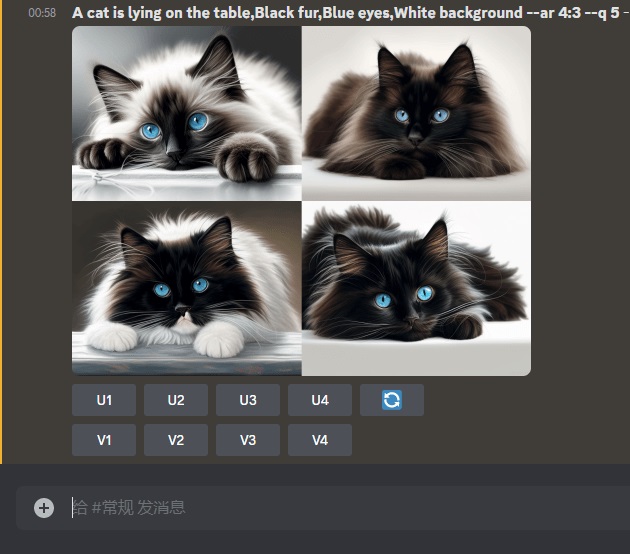 00:58 A cat is lying on the table,Black fur,Blue eyes,White background --ar 4:3 --q 5 -
U1 U2 U3 U4
V1 V2 V3 V4
给 #常规 发消息